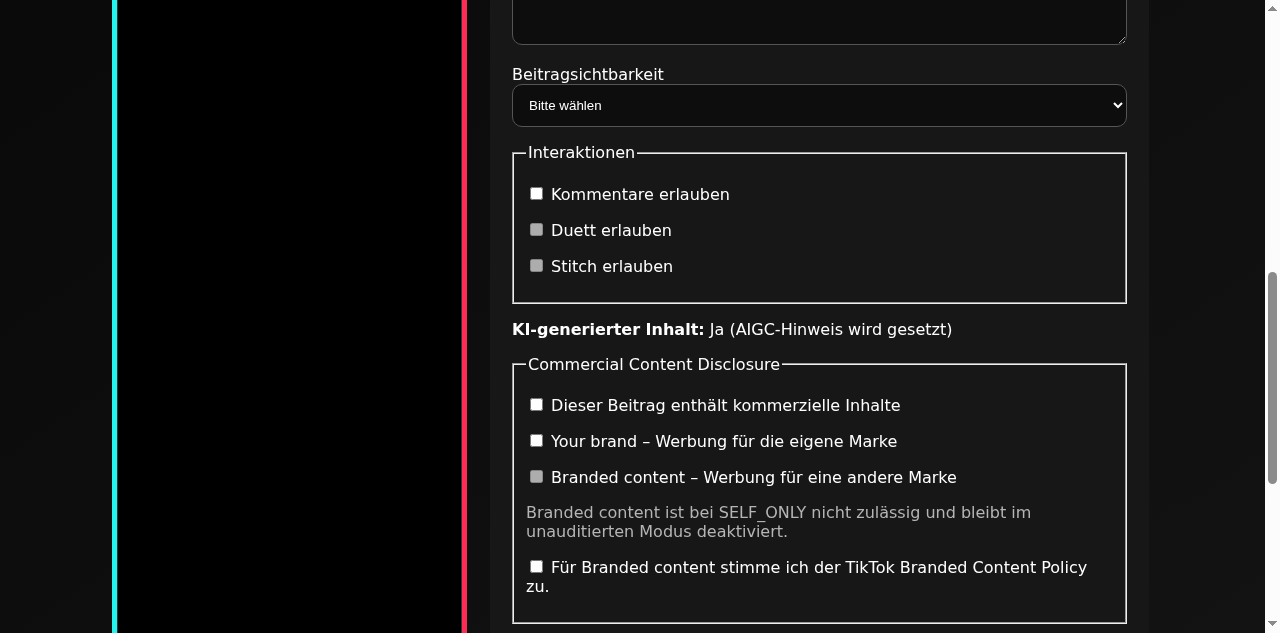 Beitragsichtbarkeit
Bitte wählen
Interaktionen
Kommentare erlauben
Duett erlauben
Stitch erlauben
KI-generierter Inhalt: Ja (AIGC-Hinweis wird gesetzt)
Commercial Content Disclosure
Dieser Beitrag enthält kommerzielle Inhalte
Your brand – Werbung für die eigene Marke
Branded content – Werbung für eine andere Marke
Branded content ist bei SELF_ONLY nicht zulässig und bleibt im
unauditierten Modus deaktiviert.
Für Branded content stimme ich der TikTok Branded Content Policy
zu.